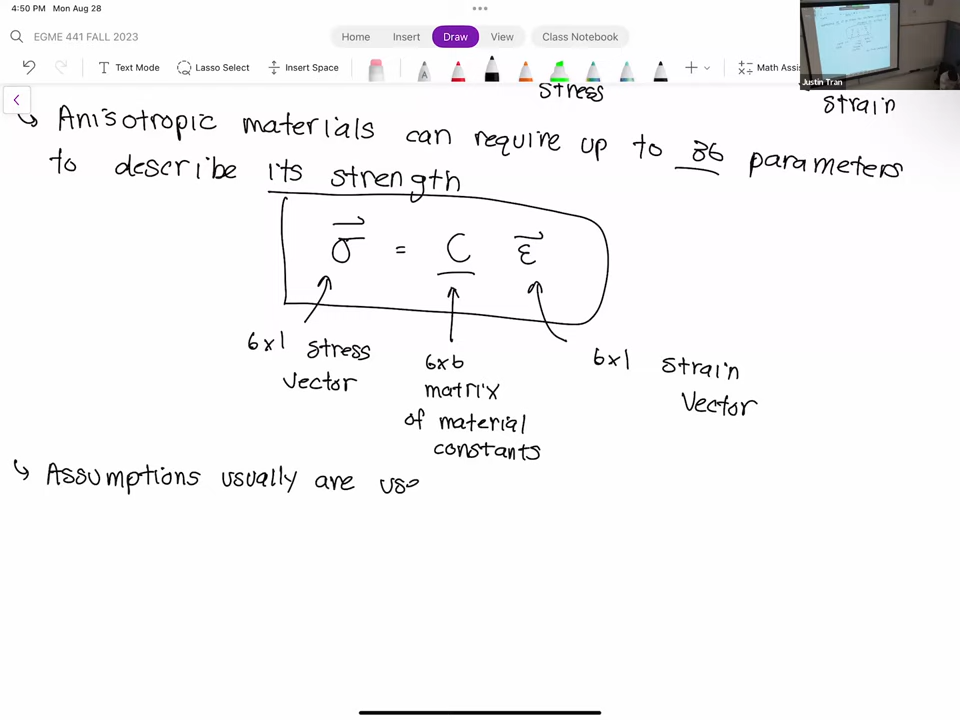 4:50 PM Mon Aug 28
EGME 441 FALL 2023
Home Insert Draw View Class Notebook
Text Mode Lasso Select Insert Space Math Assis
Justin Tran
stress strain
↳ Anisotropic materials can require up to 36 parameters
to describe its strength
σ⃗ = C ε⃗
6x1 stress vector
6x6 matrix of material constants
6x1 strain vector
↳ Assumptions usually are use